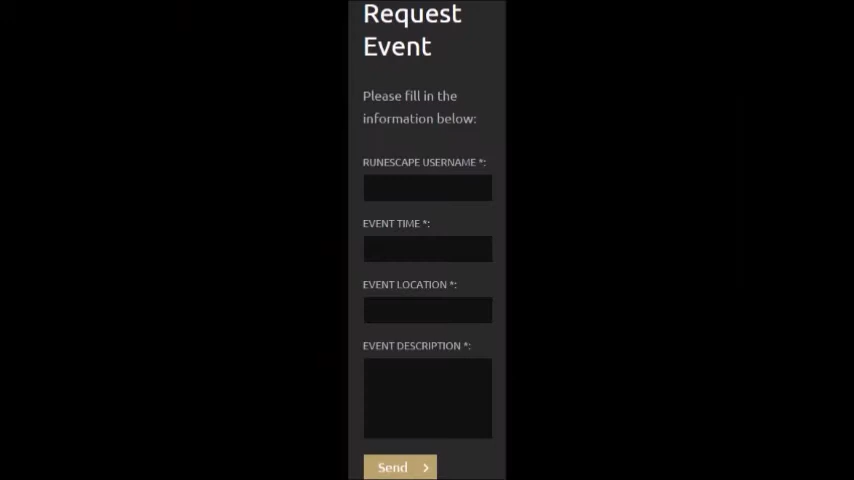 Request
Event
Please fill in the
information below:
RUNESCAPE USERNAME *:
EVENT TIME *:
EVENT LOCATION *:
EVENT DESCRIPTION *:
Send